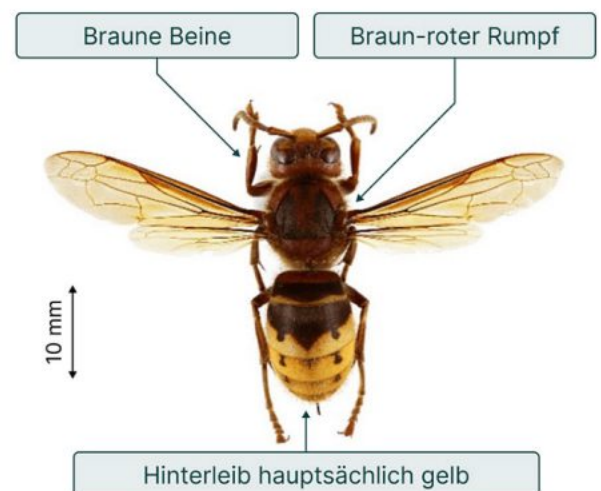 Braune Beine
Braun-roter Rumpf
10 mm
Hinterleib hauptsächlich gelb